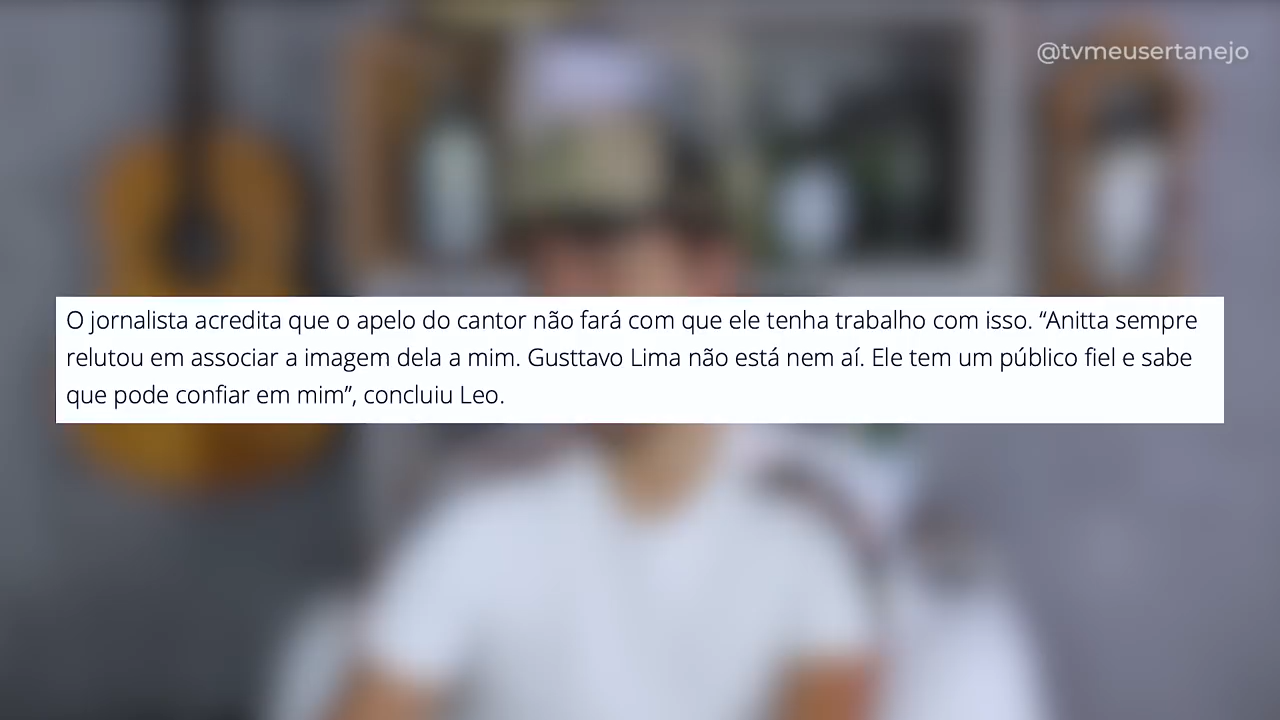 @tvmeusertanejo
O jornalista acredita que o apelo do cantor não fará com que ele tenha trabalho com isso. “Anitta sempre
relutou em associar a imagem dela a mim. Gusttavo Lima não está nem aí. Ele tem um público fiel e sabe
que pode confiar em mim”, concluiu Leo.